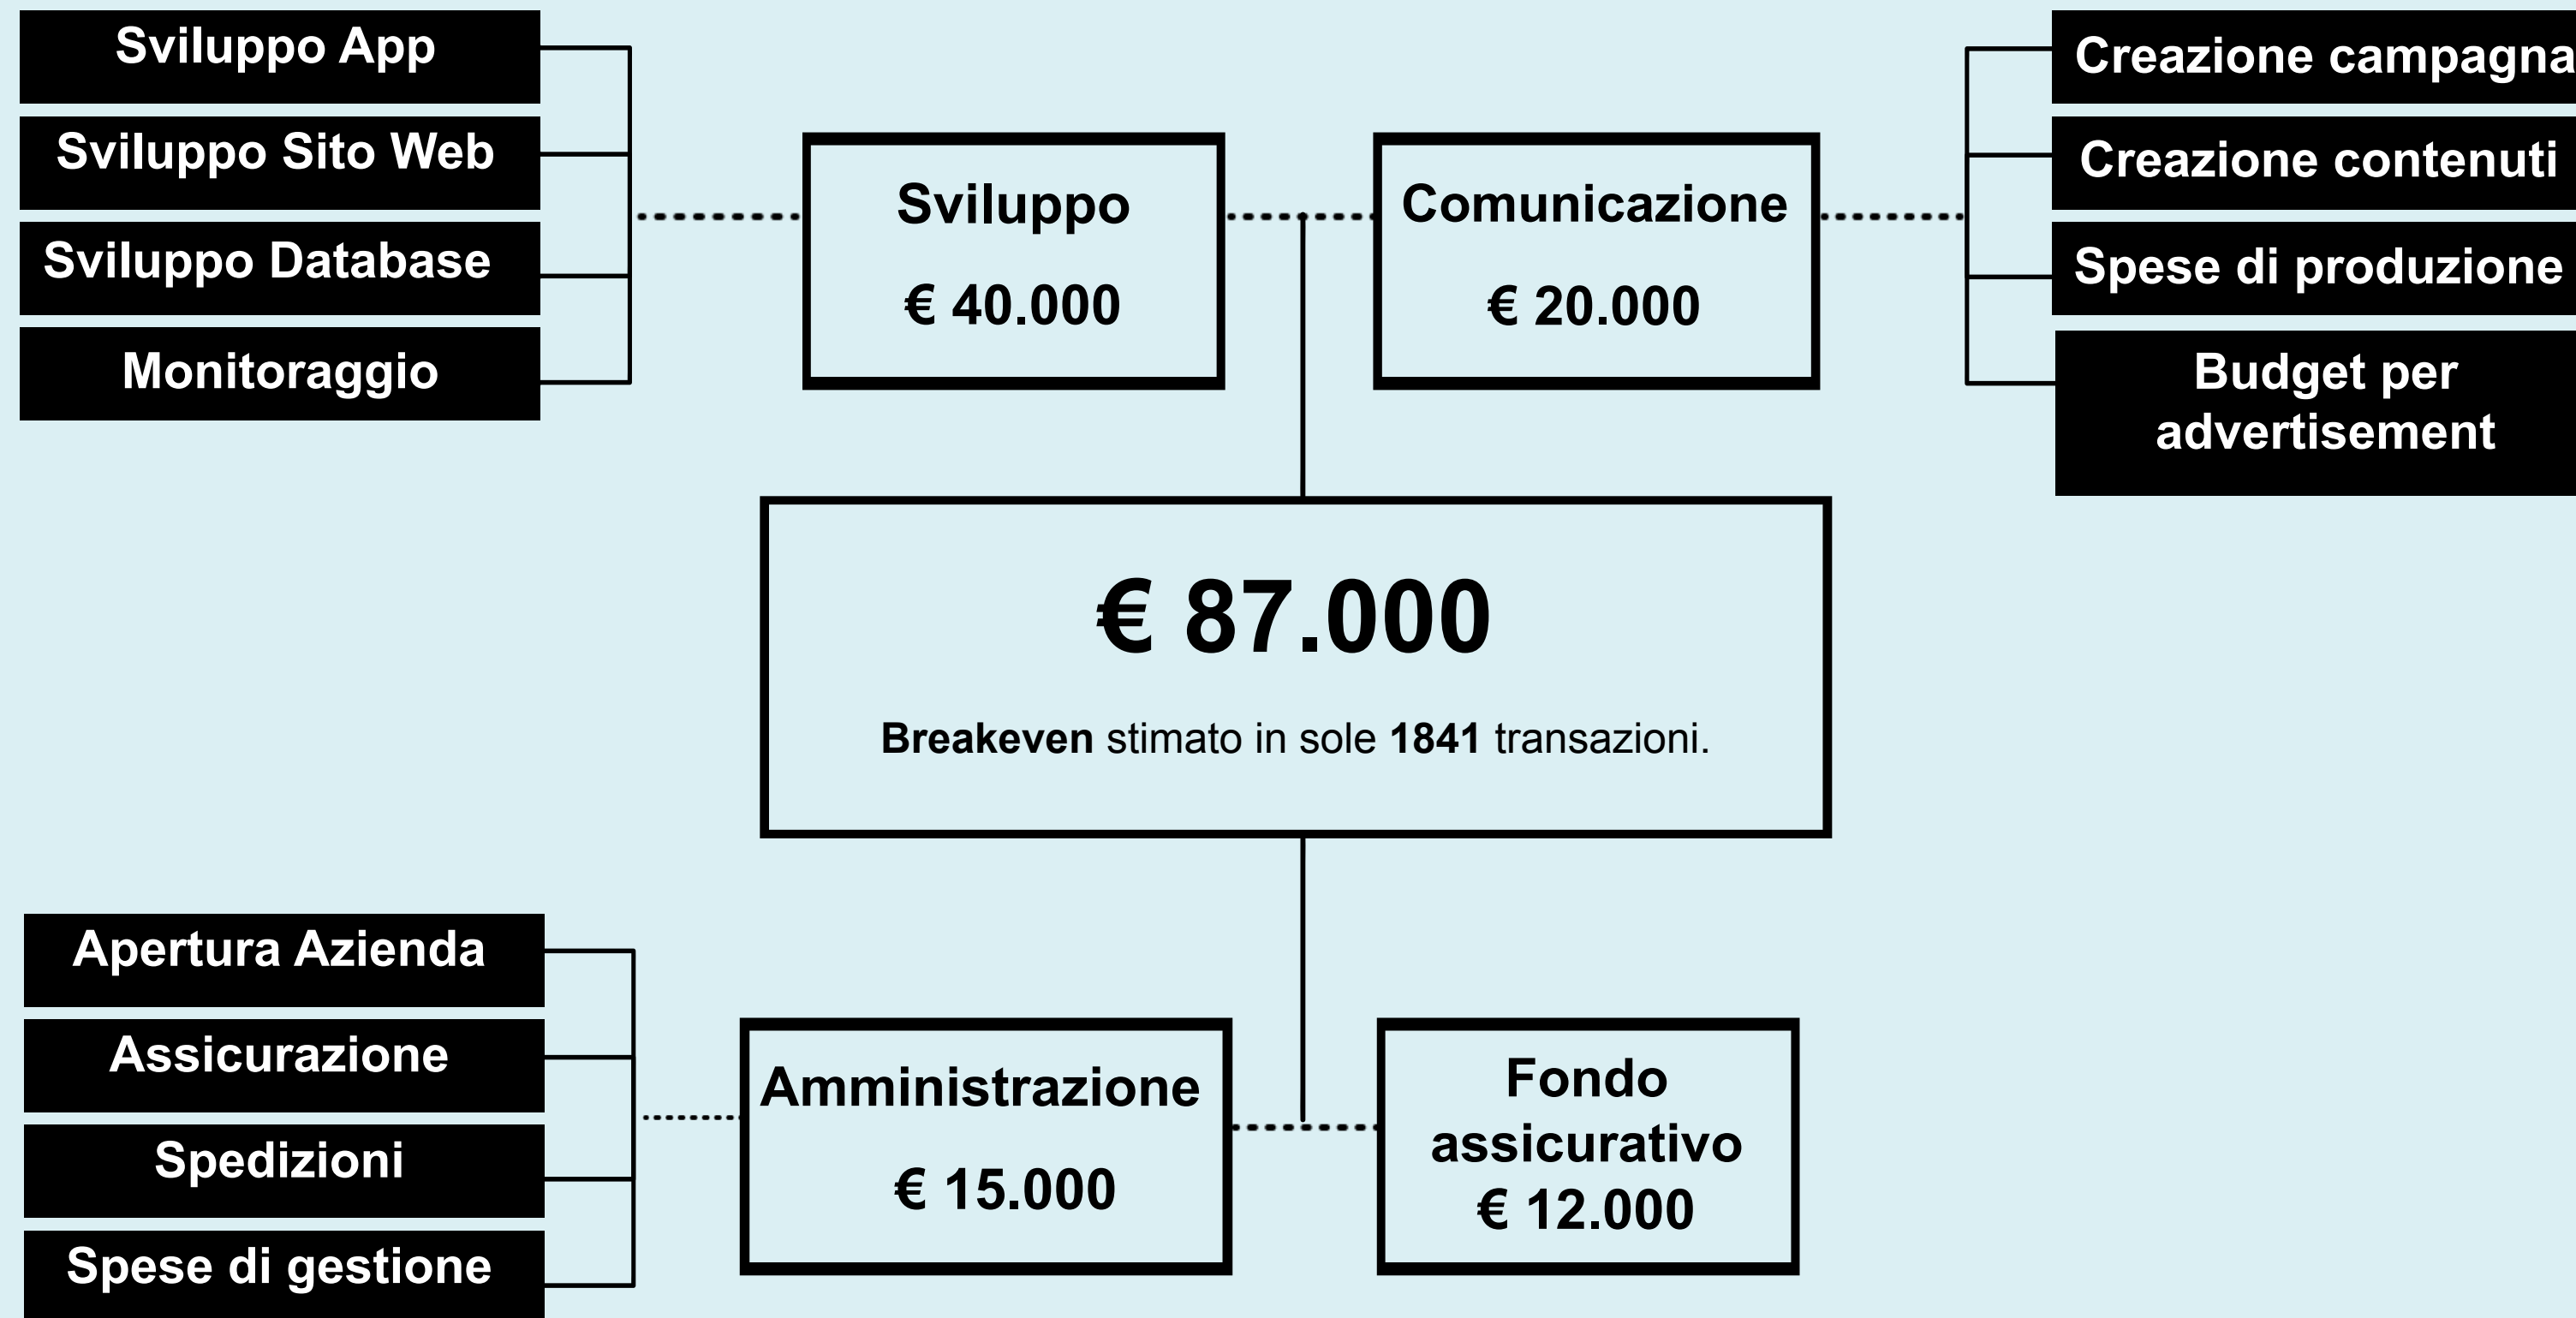 Sviluppo App
Sviluppo Sito Web
Sviluppo Database
Monitoraggio
Sviluppo
€ 40.000
Comunicazione
€ 20.000
Creazione campagna
Creazione contenuti
Spese di produzione
Budget per
advertisement
€ 87.000
Breakeven stimato in sole 1841 transazioni.
Apertura Azienda
Assicurazione
Spedizioni
Spese di gestione
Amministrazione
€ 15.000
Fondo
assicurativo
€ 12.000